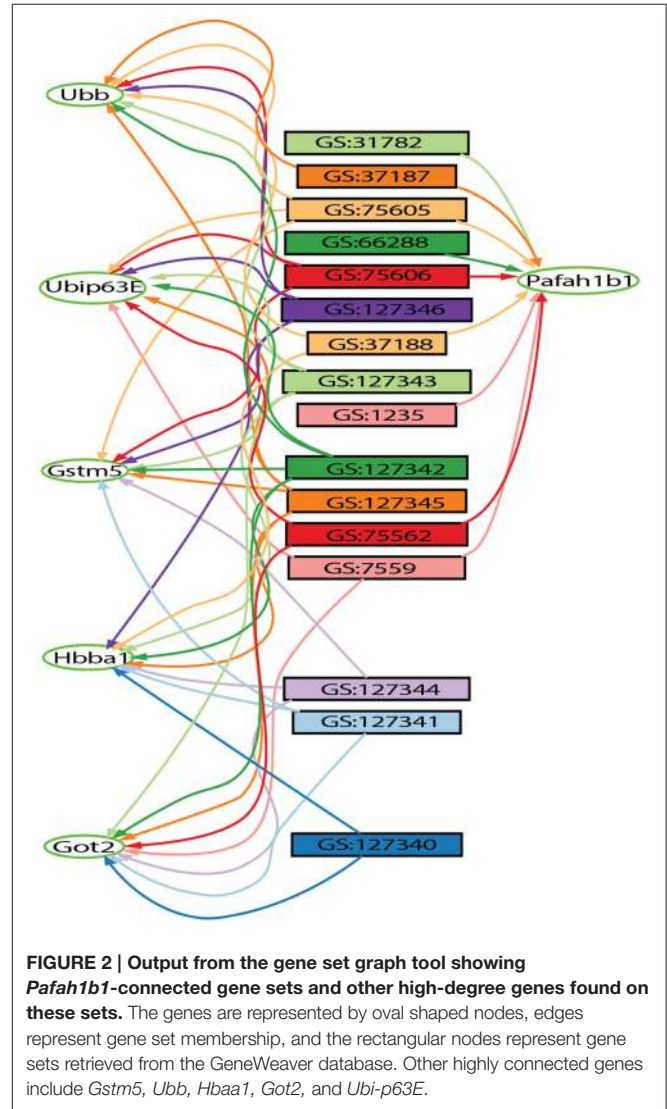 Ubb
GS:31782
GS:37187
GS:75605
GS:66288
GS:75606
Pafah1b1
Ubip63E
GS:127346
GS:37188
GS:127343
GS:1235
Gstm5
GS:127342
GS:127345
GS:75562
GS:7559
Hbba1
GS:127344
GS:127341
Got2
GS:127340
FIGURE 2 | Output from the gene set graph tool showing
Pafah1b1-connected gene sets and other high-degree genes found on
these sets. The genes are represented by oval shaped nodes, edges
represent gene set membership, and the rectangular nodes represent gene
sets retrieved from the GeneWeaver database. Other highly connected genes
include Gstm5, Ubb, Hbaa1, Got2, and Ubi-p63E.